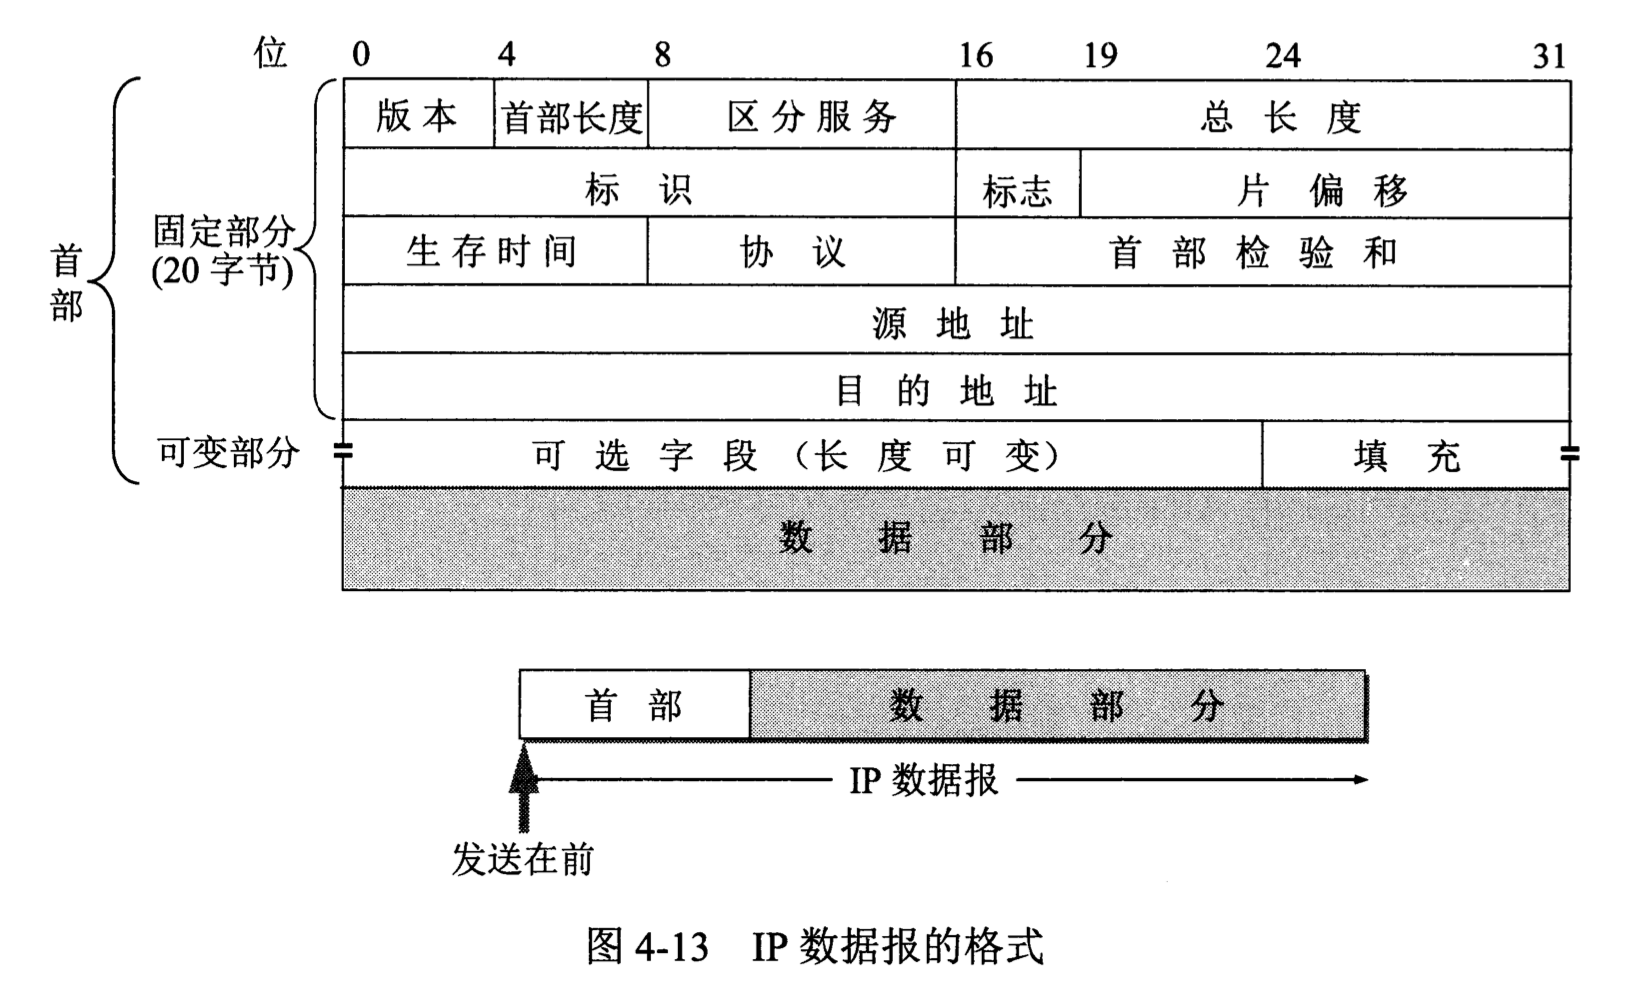 位 0 4 8 16 19 24 31
版本 首部长度 区分服务 总长度
标识 标志 片偏移
固定部分
(20 字节)
生存时间 协议 首部检验和
首部
源地址
目的地址
可变部分 可选字段（长度可变） 填充
数据部分
首部 数据部分
IP 数据报
发送在前
图 4-13 IP 数据报的格式